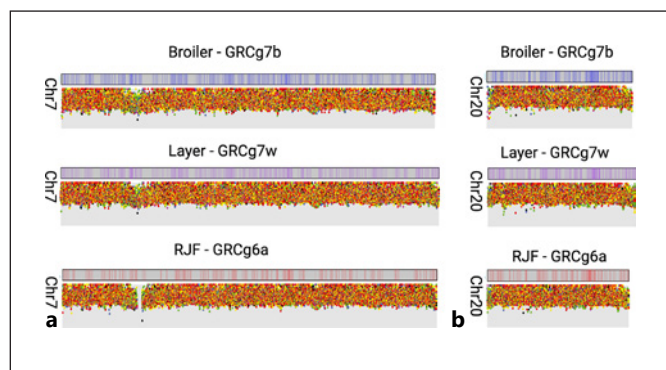 Broiler - GRCg7b
Chr7
Layer - GRCg7w
Chr7
RJF - GRCg6a
Chr7
a
Broiler - GRCg7b
Chr20
Layer - GRCg7w
Chr20
RJF - GRCg6a
Chr20
b